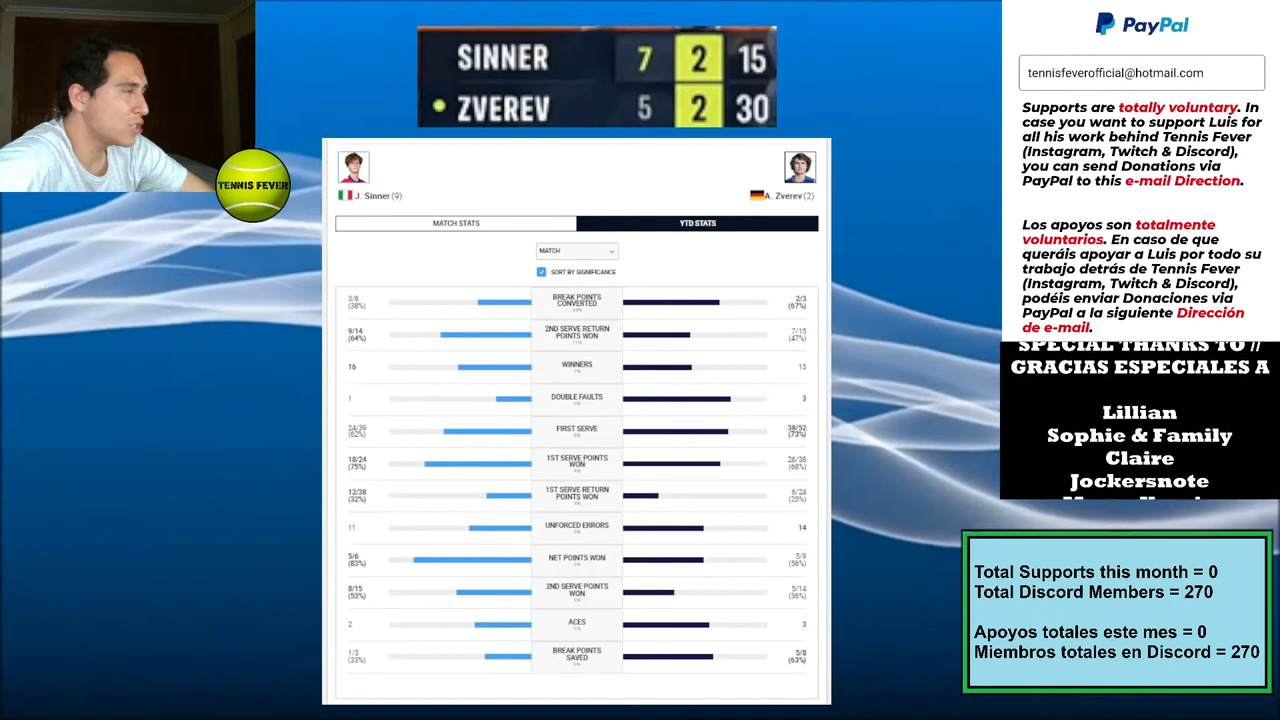 SINNER 7 2 15
ZVEREV 5 2 30
TENNIS FEVER
J. Sinner (9)
A. Zverev (2)
MATCH STATS
YTD STATS
MATCH
SORT BY SIGNIFICANCE
3/8
(38%)
BREAK POINTS
CONVERTED
2/3
(67%)
9/14
(64%)
2ND SERVE RETURN
POINTS WON
7/15
(47%)
16
WINNERS
15
1
DOUBLE FAULTS
3
24/39
(62%)
FIRST SERVE
38/52
(73%)
18/24
(75%)
1ST SERVE POINTS
WON
26/38
(68%)
12/38
(32%)
1ST SERVE RETURN
POINTS WON
6/24
(25%)
11
UNFORCED ERRORS
14
5/6
(83%)
NET POINTS WON
5/9
(56%)
8/15
(53%)
2ND SERVE POINTS
WON
5/14
(36%)
2
ACES
3
1/3
(33%)
BREAK POINTS
SAVED
5/8
(63%)
PayPal
tennisfeverofficial@hotmail.com
Supports are totally voluntary. In
case you want to support Luis for
all his work behind Tennis Fever
(Instagram, Twitch & Discord),
you can send Donations via
PayPal to this e-mail Direction.
Los apoyos son totalmente
voluntarios. En caso de que
queráis apoyar a Luis por todo su
trabajo detrás de Tennis Fever
(Instagram, Twitch & Discord),
podéis enviar Donaciones via
PayPal a la siguiente Dirección
de e-mail.
SPECIAL THANKS TO //
GRACIAS ESPECIALES A
Lillian
Sophie & Family
Claire
Jockersnote
Total Supports this month = 0
Total Discord Members = 270
Apoyos totales este mes = 0
Miembros totales en Discord = 270